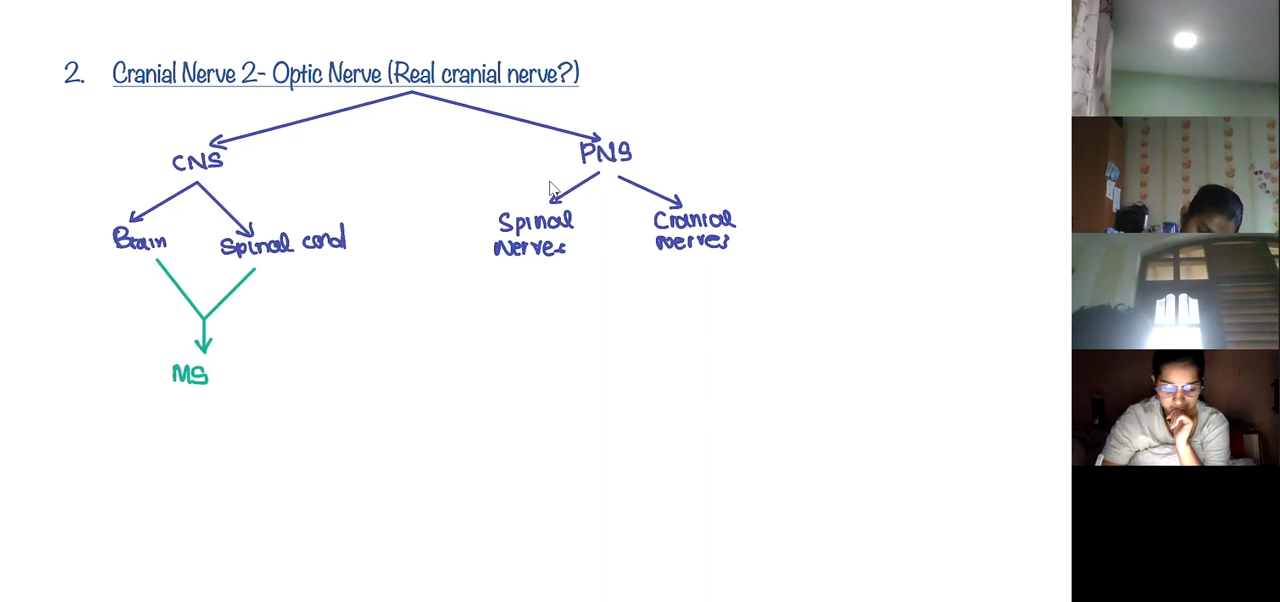 2. Cranial Nerve 2- Optic Nerve (Real cranial nerve?)
CNS
PNS
Brain
Spinal cord
Spinal
Nerves
Cranial
nerves
MS